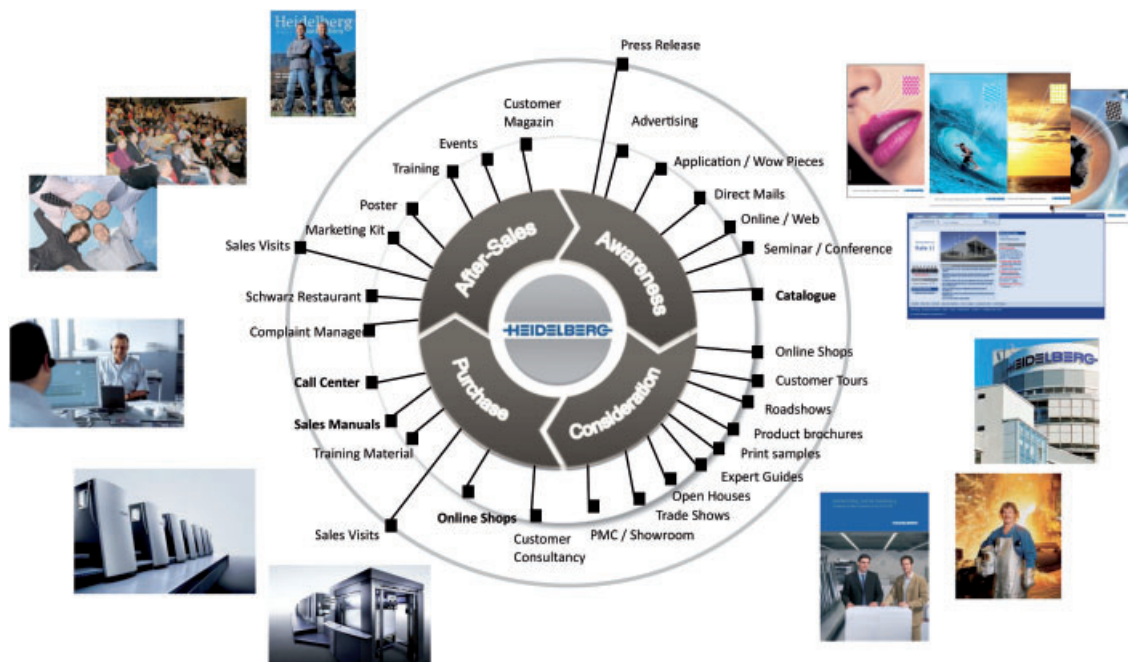 Heidelberg
Press Release
Customer
Magazin
Advertising
Events
Application / Wow Pieces
Training
Direct Mails
Poster
Online / Web
Marketing Kit
Seminar / Conference
Sales Visits
After-Sales
Awareness
Schwarz Restaurant
Catalogue
HEIDELBERG
Complaint Manage
HEIDELBERG
Online Shops
Purchase
Consideration
Call Center
Customer Tours
Roadshows
Sales Manuals
Product brochures
Training Material
Print samples
Expert Guides
Open Houses
Online Shops
Trade Shows
Sales Visits
Customer
Consultancy
PMC / Showroom